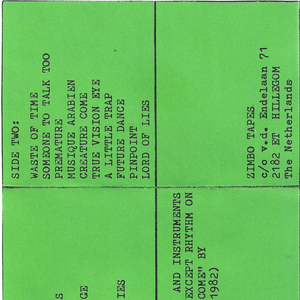 SIDE TWO:
WASTE OF TIME
SOMEONE TO TALK TOO
PREMATURE
MUSIQUE ARABIEN
CREATURE COME
TRUE VISION EYE
A LITTLE TRAP
FUTURE DANCE
PINPOINT
LORD OF LIES
ZIMBO TAPES
c/o v.d. Endelaan 71
2182 ET HILLEGOM
The Netherlands
S
CE
IES
AND INSTRUMENTS
EXCEPT RHYTHM ON
COME" BY
1982)